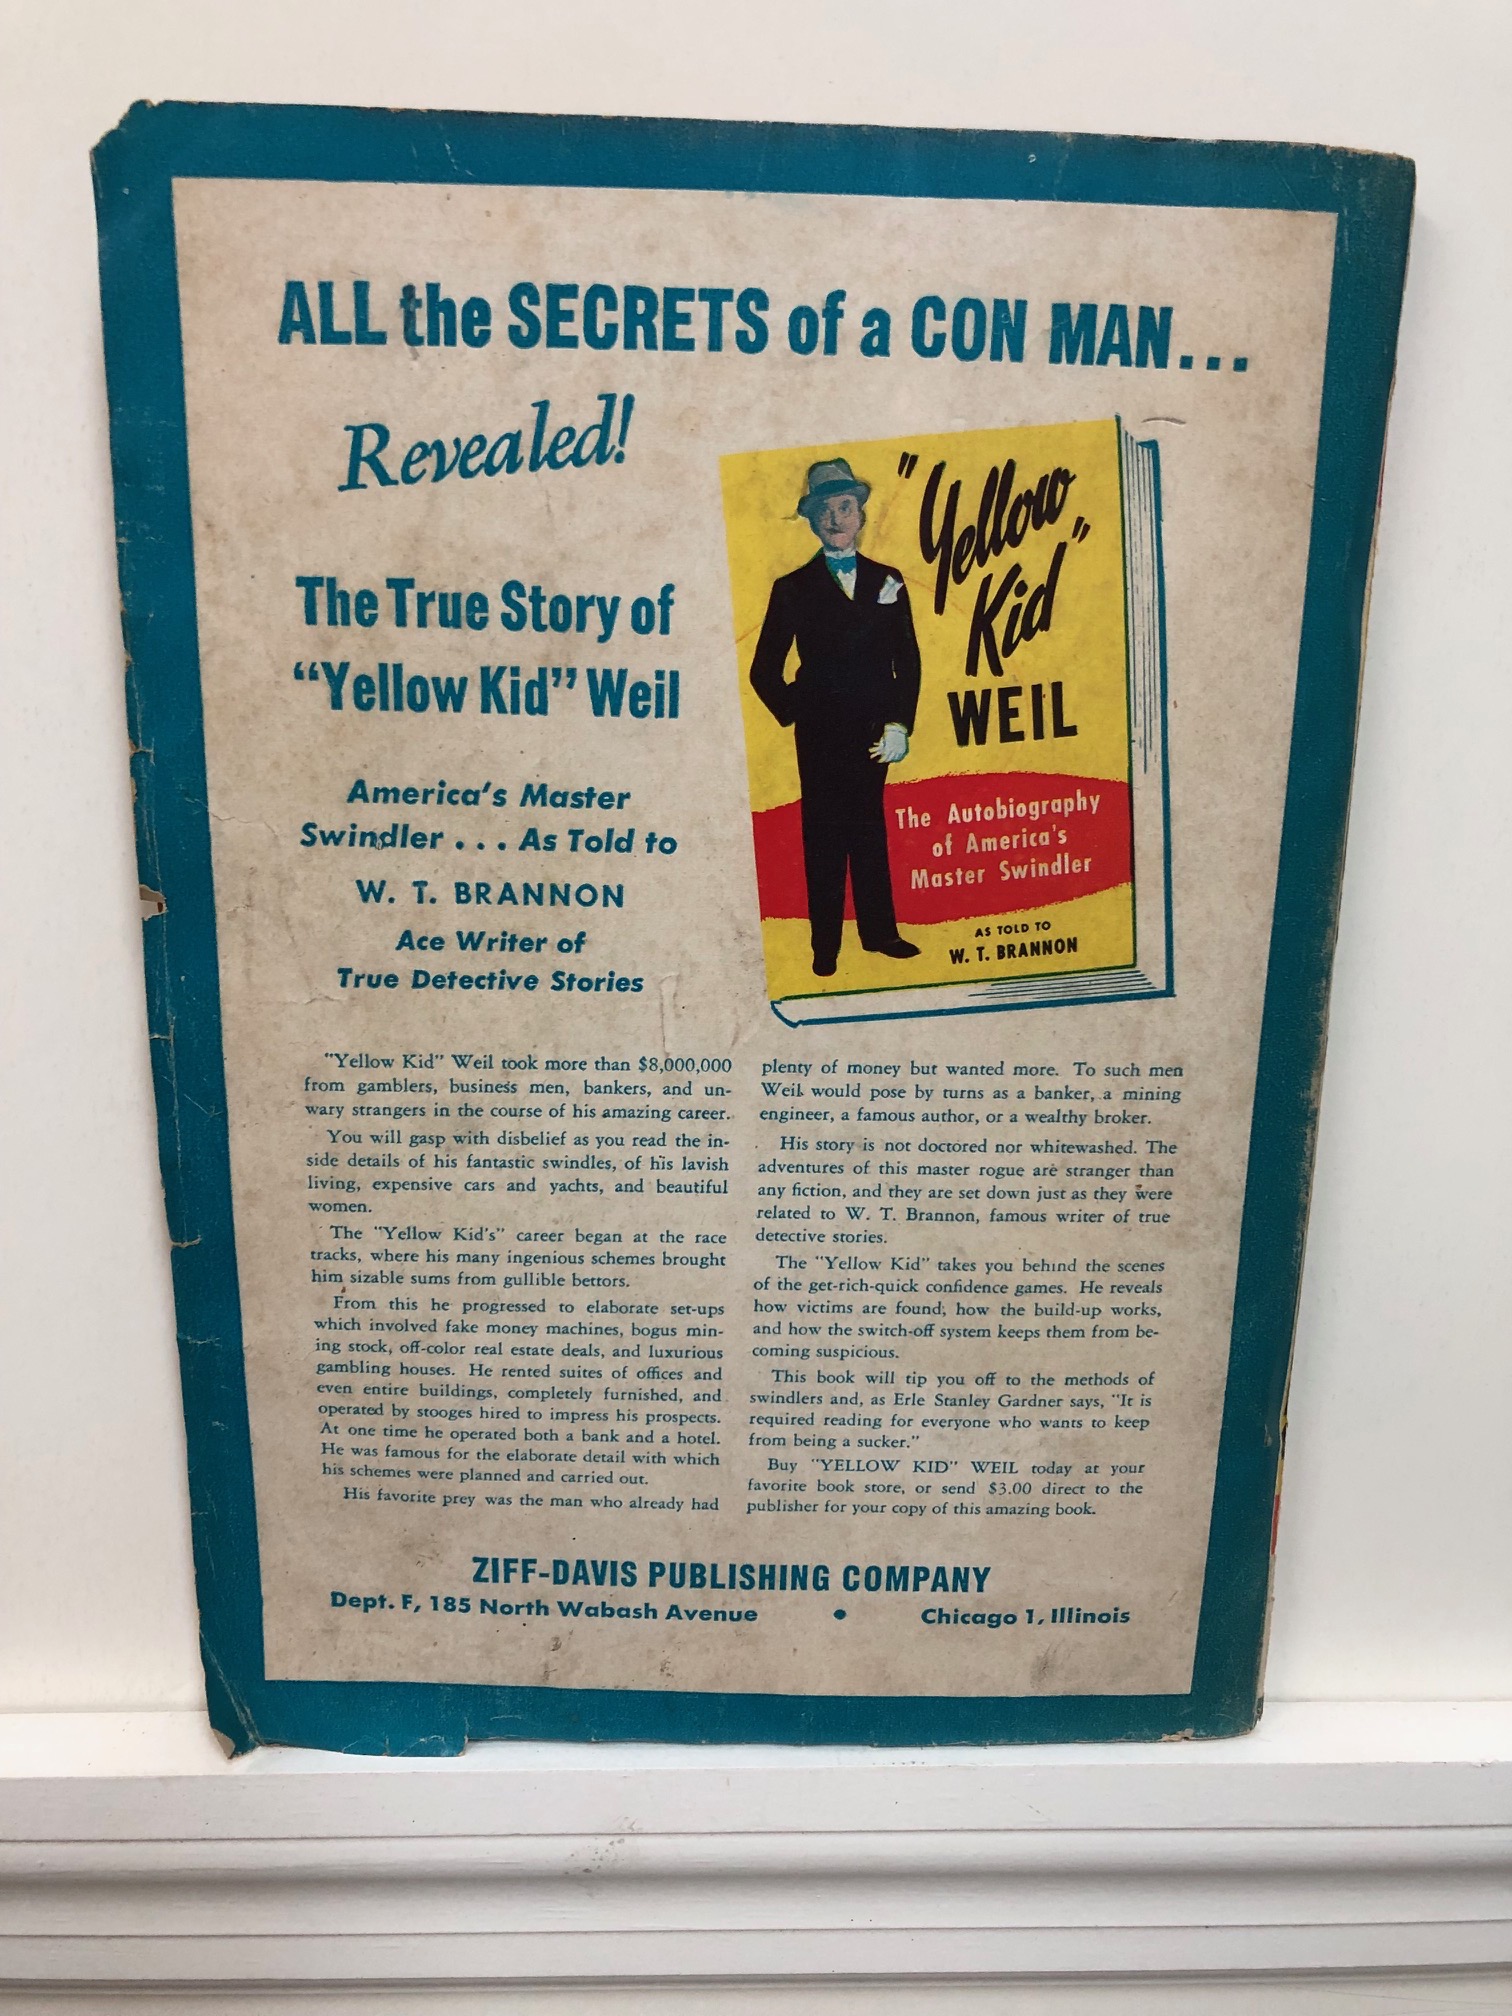 ALL the SECRETS of a CON MAN...
Revealed!
The True Story of
"Yellow Kid" Weil
America's Master
Swindler . . . As Told to
W. T. BRANNON
Ace Writer of
True Detective Stories
"Yellow
Kid"
WEIL
The Autobiography
of America's
Master Swindler
AS TOLD TO
W. T. BRANNON
"Yellow Kid" Weil took more than $8,000,000
from gamblers, business men, bankers, and un-
wary strangers in the course of his amazing career.
You will gasp with disbelief as you read the in-
side details of his fantastic swindles, of his lavish
living, expensive cars and yachts, and beautiful
women.
The "Yellow Kid's" career began at the race
tracks, where his many ingenious schemes brought
him sizable sums from gullible bettors.
From this he progressed to elaborate set-ups
which involved fake money machines, bogus min-
ing stock, off-color real estate deals, and luxurious
gambling houses. He rented suites of offices and
even entire buildings, completely furnished, and
operated by stooges hired to impress his prospects.
At one time he operated both a bank and a hotel.
He was famous for the elaborate detail with which
his schemes were planned and carried out.
His favorite prey was the man who already had
plenty of money but wanted more. To such men
Weil would pose by turns as a banker, a mining
engineer, a famous author, or a wealthy broker.
His story is not doctored nor whitewashed. The
adventures of this master rogue are stranger than
any fiction, and they are set down just as they were
related to W. T. Brannon, famous writer of true
detective stories.
The "Yellow Kid" takes you behind the scenes
of the get-rich-quick confidence games. He reveals
how victims are found; how the build-up works,
and how the switch-off system keeps them from be-
coming suspicious.
This book will tip you off to the methods of
swindlers and, as Erle Stanley Gardner says, "It is
required reading for everyone who wants to keep
from being a sucker."
Buy "YELLOW KID" WEIL today at your
favorite book store, or send $3.00 direct to the
publisher for your copy of this amazing book.
ZIFF-DAVIS PUBLISHING COMPANY
Dept. F, 185 North Wabash Avenue • Chicago 1, Illinois